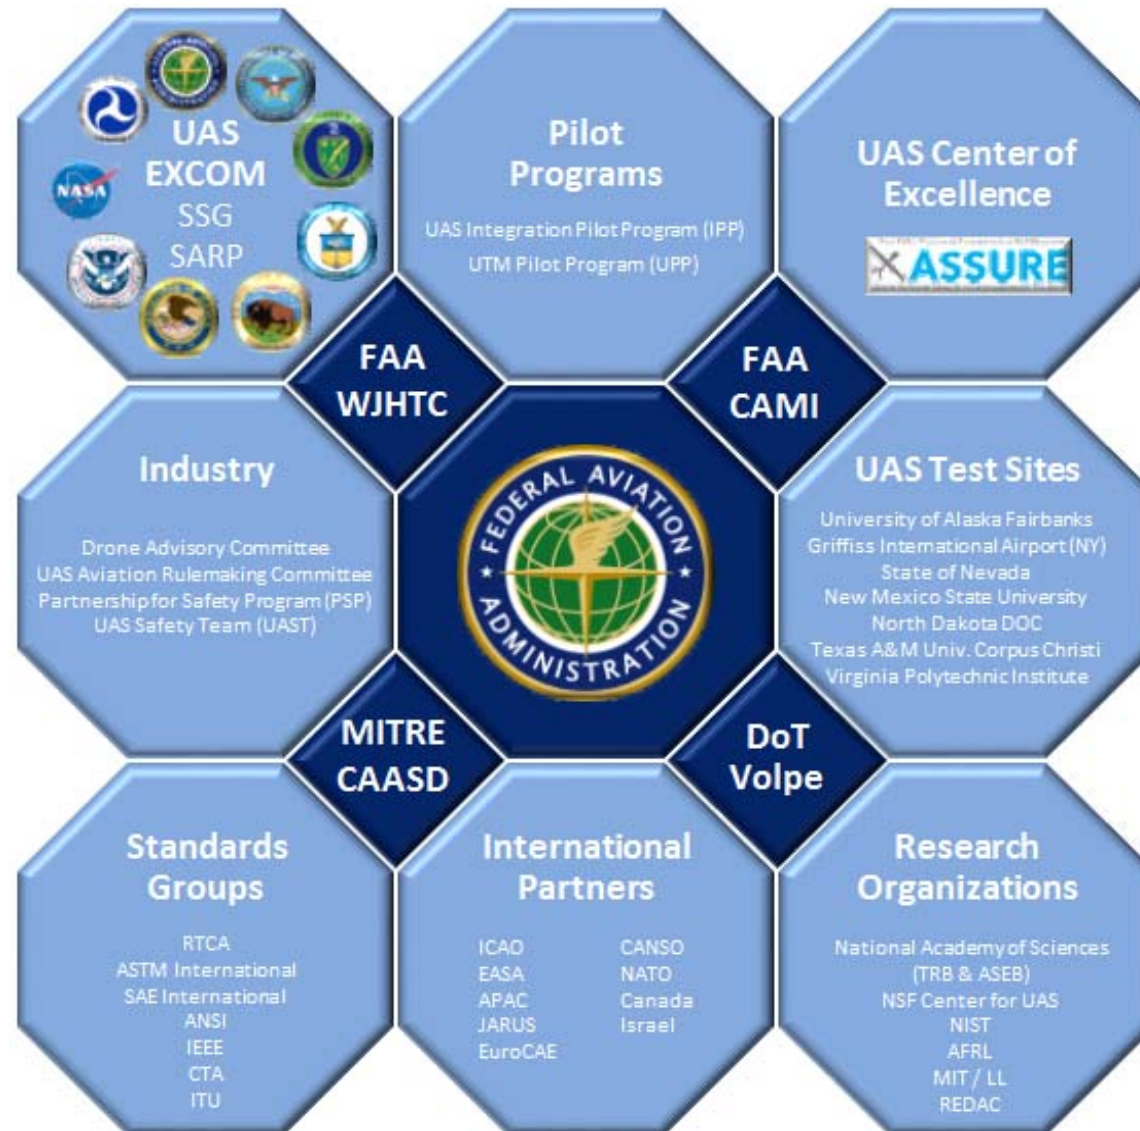 UAS
EXCOM
SSG
SARP
NASA
Pilot
Programs
UAS Integration Pilot Program (IPP)
UTM Pilot Program (UPP)
UAS Center of
Excellence
ASSURE
FAA
WJHTC
FAA
CAMI
Industry
Drone Advisory Committee
UAS Aviation Rulemaking Committee
Partnership for Safety Program (PSP)
UAS Safety Team (UAST)
FEDERAL AVIATION
ADMINISTRATION
UAS Test Sites
University of Alaska Fairbanks
Griffiss International Airport (NY)
State of Nevada
New Mexico State University
North Dakota DOC
Texas A&M Univ. Corpus Christi
Virginia Polytechnic Institute
MITRE
CAASD
DoT
Volpe
Standards
Groups
RTCA
ASTM International
SAE International
ANSI
IEEE
CTA
ITU
International
Partners
ICAO
EASA
APAC
JARUS
EuroCAE
CANSO
NATO
Canada
Israel
Research
Organizations
National Academy of Sciences
(TRB & ASEB)
NSF Center for UAS
NIST
AFRL
MIT / LL
REDAC